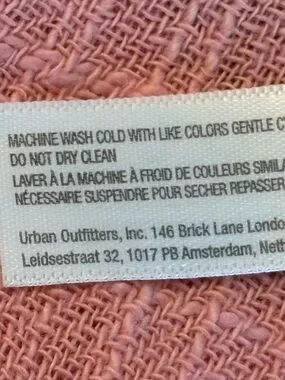 MACHINE WASH COLD WITH LIKE COLORS GENTLE C
DO NOT DRY CLEAN
LAVER À LA MACHINE À FROID DE COULEURS SIMILA
NÉCESSAIRE SUSPENDRE POUR SECHER REPASSER
Urban Outfitters, Inc. 146 Brick Lane Londo
Leidsestraat 32, 1017 PB Amsterdam, Neth